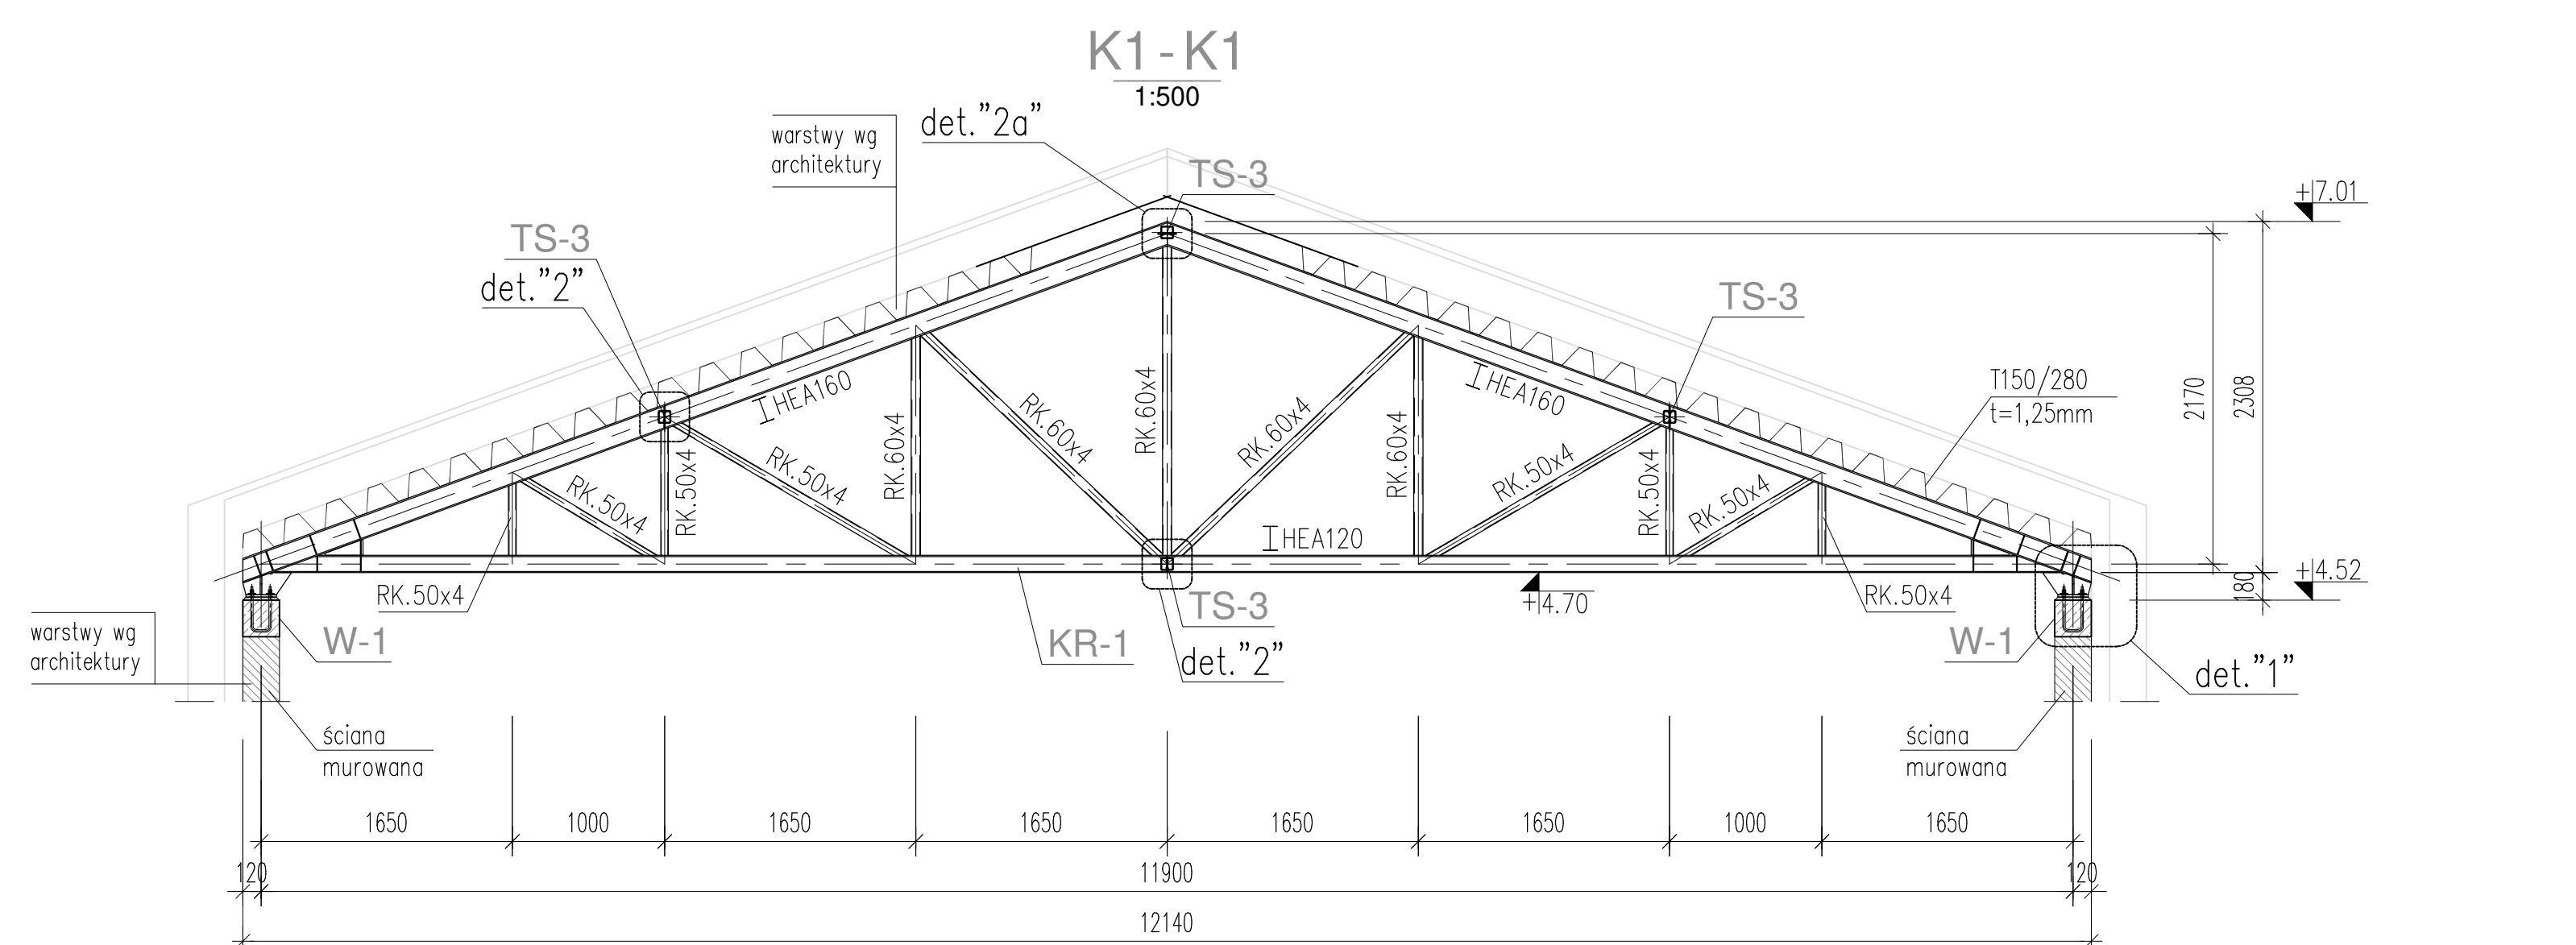 K1-K1
1:500
det."2a"
warstwy wg
architektury
TS-3
+7.01
TS-3
det."2"
TS-3
T150/280
t=1,25mm
2170
2308
HEA160
HEA160
RK.60x4
RK.60x4
RK.60x4
RK.60x4
RK.60x4
RK.50x4
RK.50x4
RK.50x4
RK.50x4
RK.50x4
RK.50x4
HEA120
RK.50x4
+4.70
RK.50x4
180
+4.52
TS-3
warstwy wg
architektury
W-1
KR-1
det."2"
W-1
det."1"
ściana
murowana
ściana
murowana
1650
1000
1650
1650
1650
1650
1000
1650
120
11900
120
12140